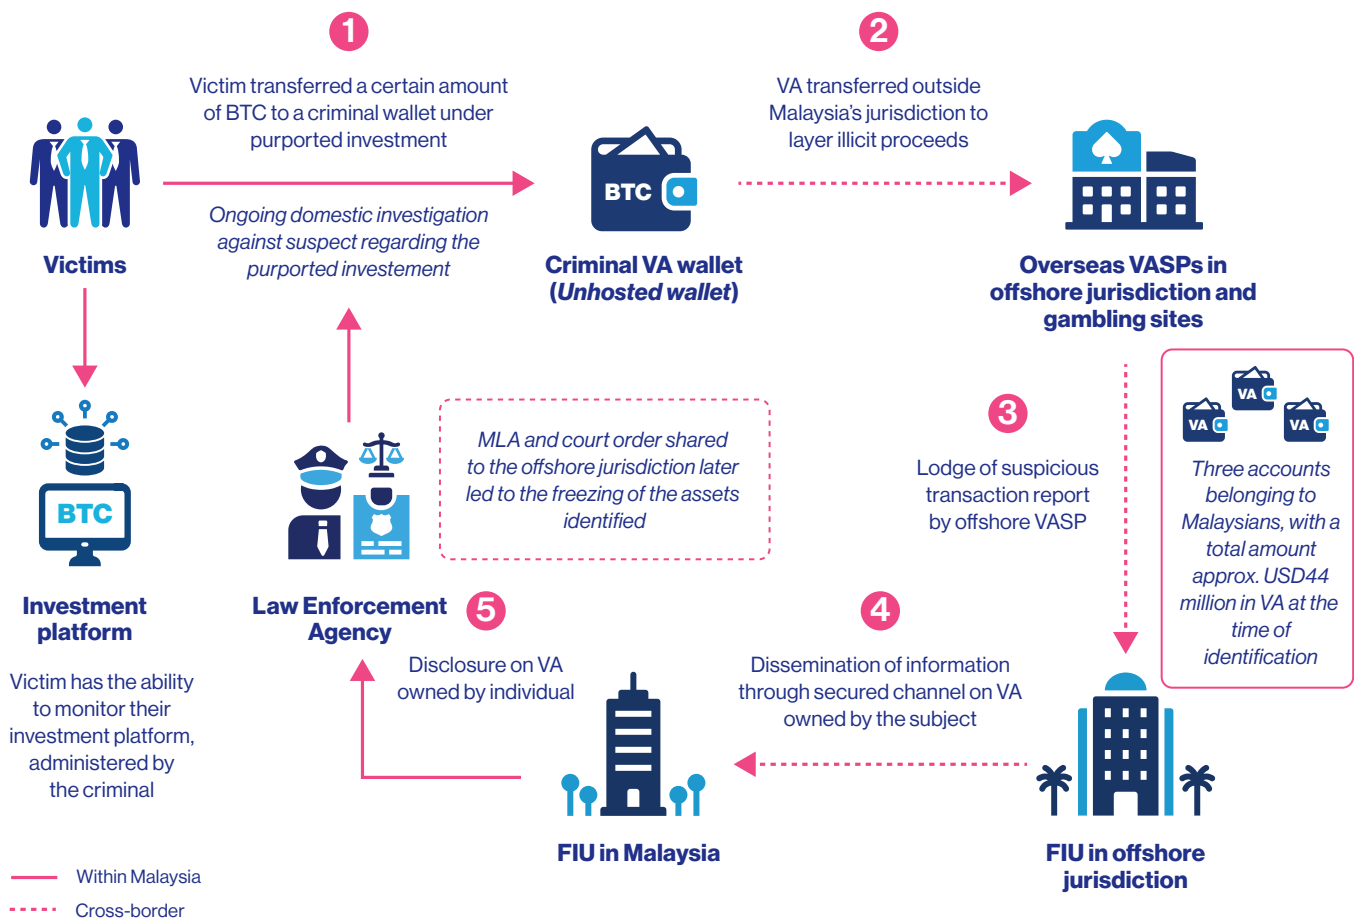 1
Victim transferred a certain amount
of BTC to a criminal wallet under
purported investment
2
VA transferred outside
Malaysia's jurisdiction to
layer illicit proceeds
BTC
Ongoing domestic investigation
against suspect regarding the
purported investement
Victims
Criminal VA wallet
(Unhosted wallet)
Overseas VASPs in
offshore jurisdiction and
gambling sites
3
Lodge of suspicious
transaction report
by offshore VASP
VA
VA
VA
Three accounts
belonging to
Malaysians, with a
total amount
approx. USD44
million in VA at the
time of
identification
MLA and court order shared
to the offshore jurisdiction later
led to the freezing of the assets
identified
BTC
Investment
platform
Victim has the ability
to monitor their
investment platform,
administered by
the criminal
Law Enforcement
Agency
5
Disclosure on VA
owned by individual
4
Dissemination of information
through secured channel on VA
owned by the subject
FIU in Malaysia
FIU in offshore
jurisdiction
Within Malaysia
Cross-border